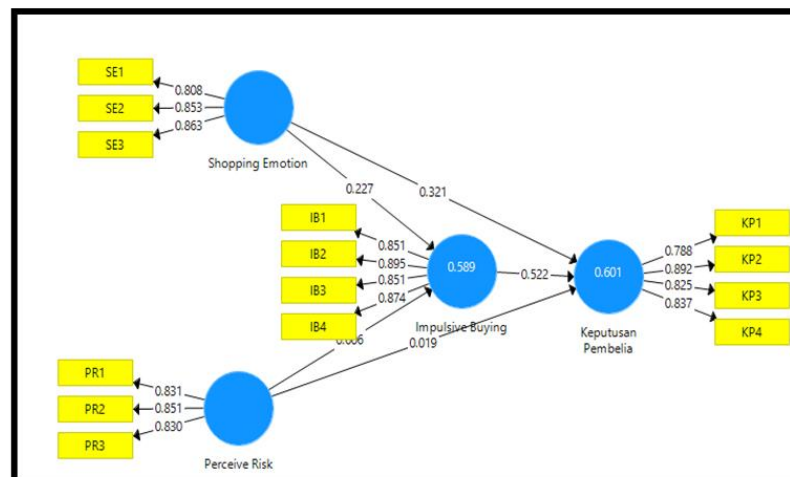 SE1
0.808
SE2
0.853
SE3
0.863
Shopping Emotion
0.227
0.321
IB1
0.851
IB2
0.895
IB3
0.851
IB4
0.874
0.589
Impulsive Buying
0.522
0.601
Keputusan
Pembelia
KP1
0.788
KP2
0.892
KP3
0.825
KP4
0.837
0.019
PR1
0.831
PR2
0.851
PR3
0.830
Perceive Risk